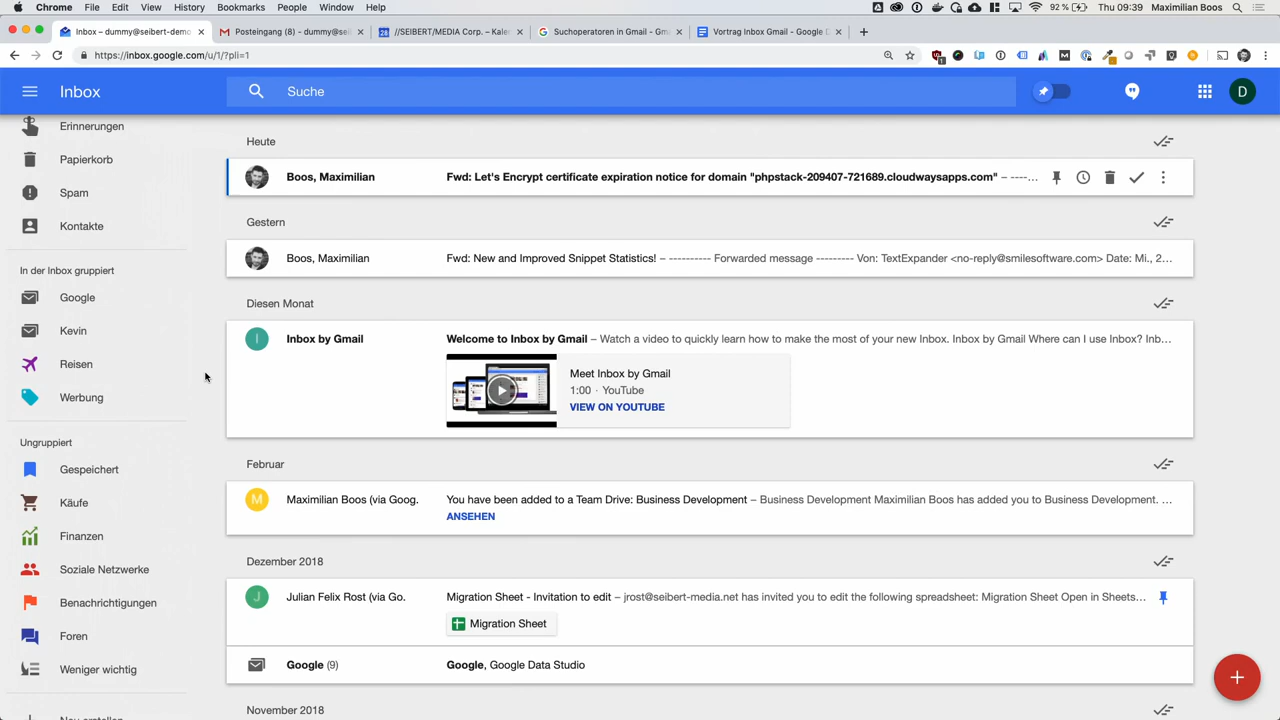 Chrome File Edit View History Bookmarks People Window Help 92 % Thu 09:39 Maximilian Boos
Inbox – dummy@seibert-demo Posteingang (8) – dummy@sei //SEIBERT/MEDIA Corp. – Kale Suchoperatoren in Gmail - Gm Vortrag Inbox Gmail - Google D
https://inbox.google.com/u/1/?pli=1
Inbox Suche D
Erinnerungen
Papierkorb
Spam
Kontakte
In der Inbox gruppiert
Google
Kevin
Reisen
Werbung
Ungruppiert
Gespeichert
Käufe
Finanzen
Soziale Netzwerke
Benachrichtigungen
Foren
Weniger wichtig
Heute
Boos, Maximilian Fwd: Let's Encrypt certificate expiration notice for domain "phpstack-209407-721689.cloudwaysapps.com" – ----…
Gestern
Boos, Maximilian Fwd: New and Improved Snippet Statistics! – ---------- Forwarded message --------- Von: TextExpander <no-reply@smilesoftware.com> Date: Mi., 2…
Diesen Monat
I Inbox by Gmail Welcome to Inbox by Gmail – Watch a video to quickly learn how to make the most of your new Inbox. Inbox by Gmail Where can I use Inbox? Inb…
Meet Inbox by Gmail
1:00 · YouTube
VIEW ON YOUTUBE
Februar
M Maximilian Boos (via Goog. You have been added to a Team Drive: Business Development – Business Development Maximilian Boos has added you to Business Development. …
ANSEHEN
Dezember 2018
J Julian Felix Rost (via Go. Migration Sheet - Invitation to edit – jrost@seibert-media.net has invited you to edit the following spreadsheet: Migration Sheet Open in Sheets…
Migration Sheet
Google (9) Google, Google Data Studio
November 2018